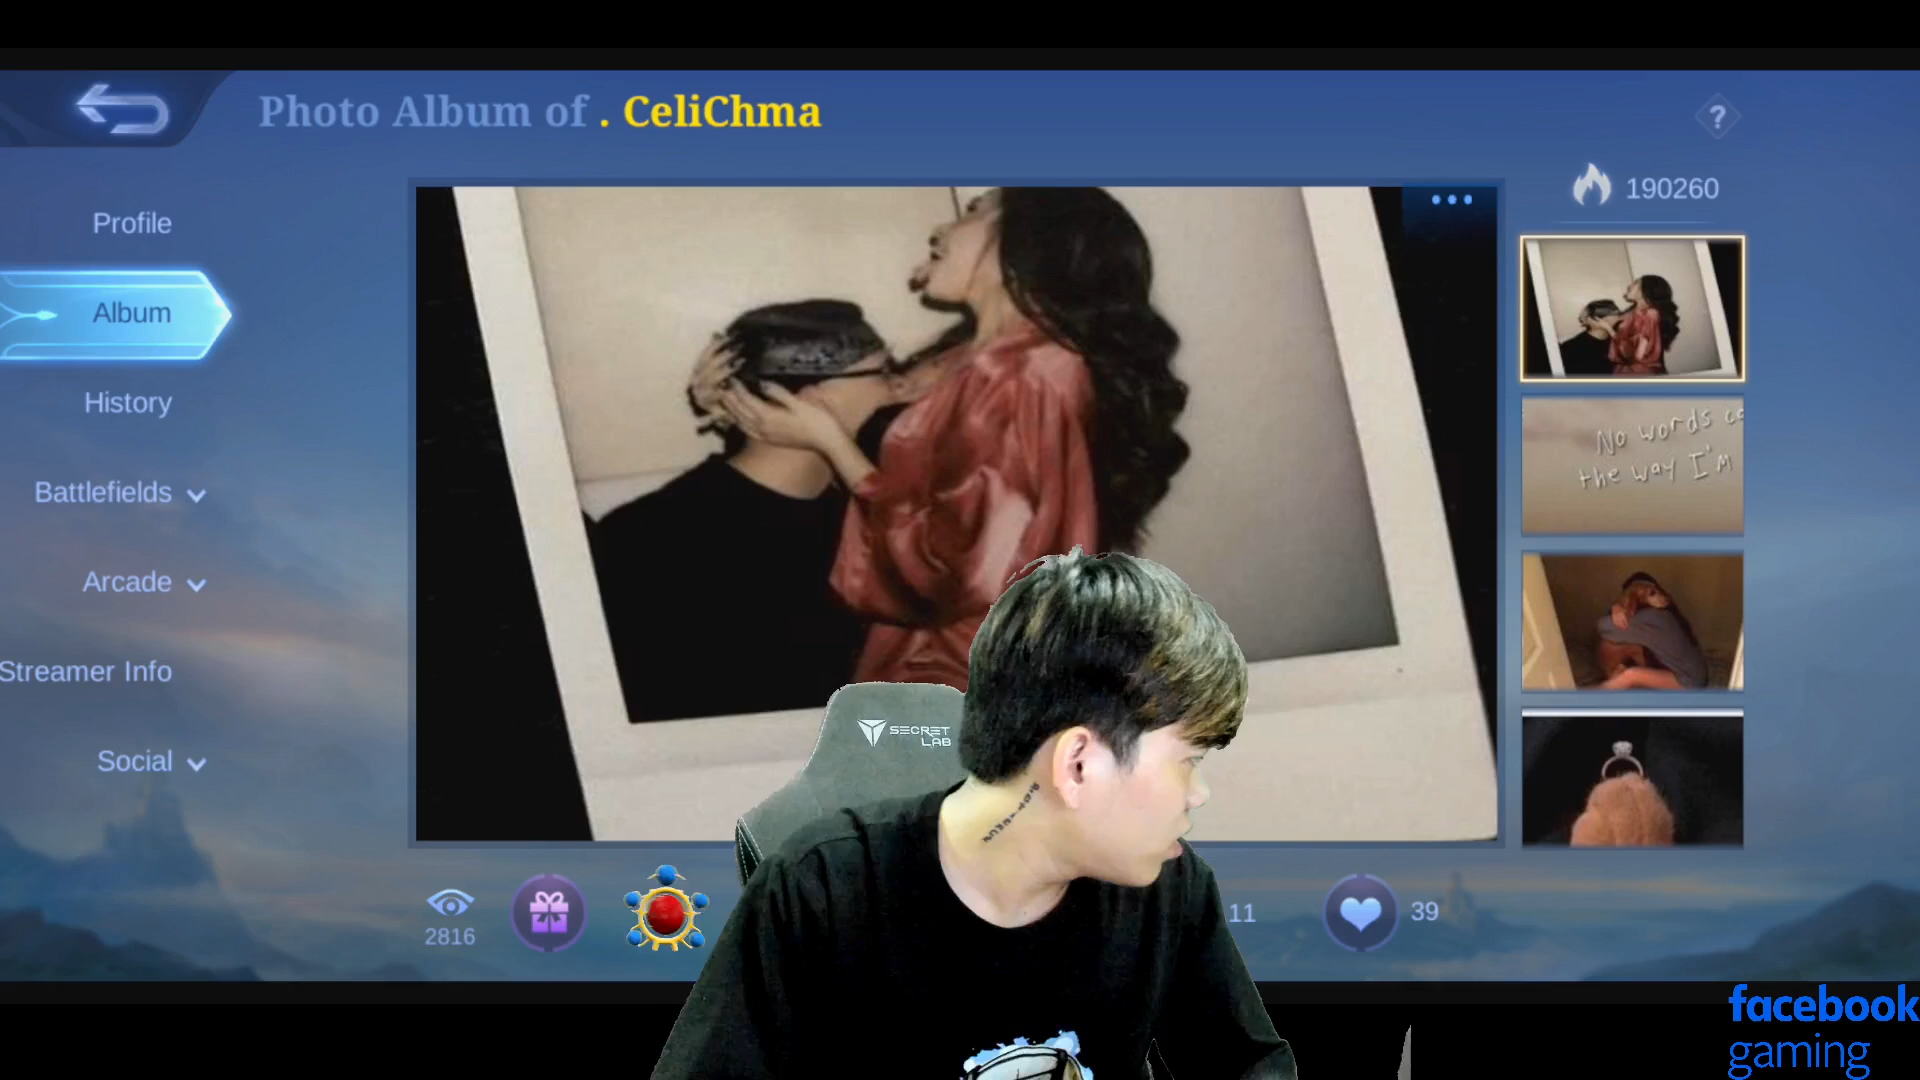 Photo Album of . CeliChma
?
190260
Profile
Album
History
Battlefields
Arcade
Streamer Info
Social
No words co
the way I'm
SECRET
LAB
2816
11
39
facebook
gaming